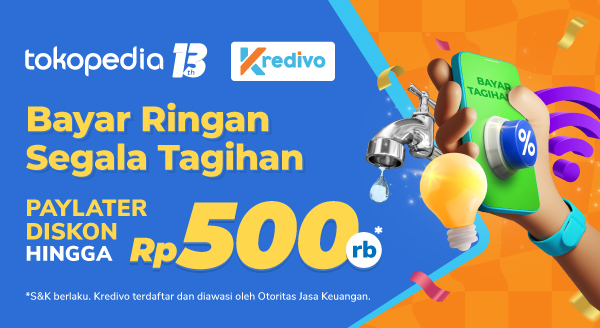 tokopedia 13th
Kredivo
Bayar Ringan
Segala Tagihan
PAYLATER
DISKON
HINGGA
Rp500rb*
*S&K berlaku. Kredivo terdaftar dan diawasi oleh Otoritas Jasa Keuangan.
BAYAR
TAGIHAN
%